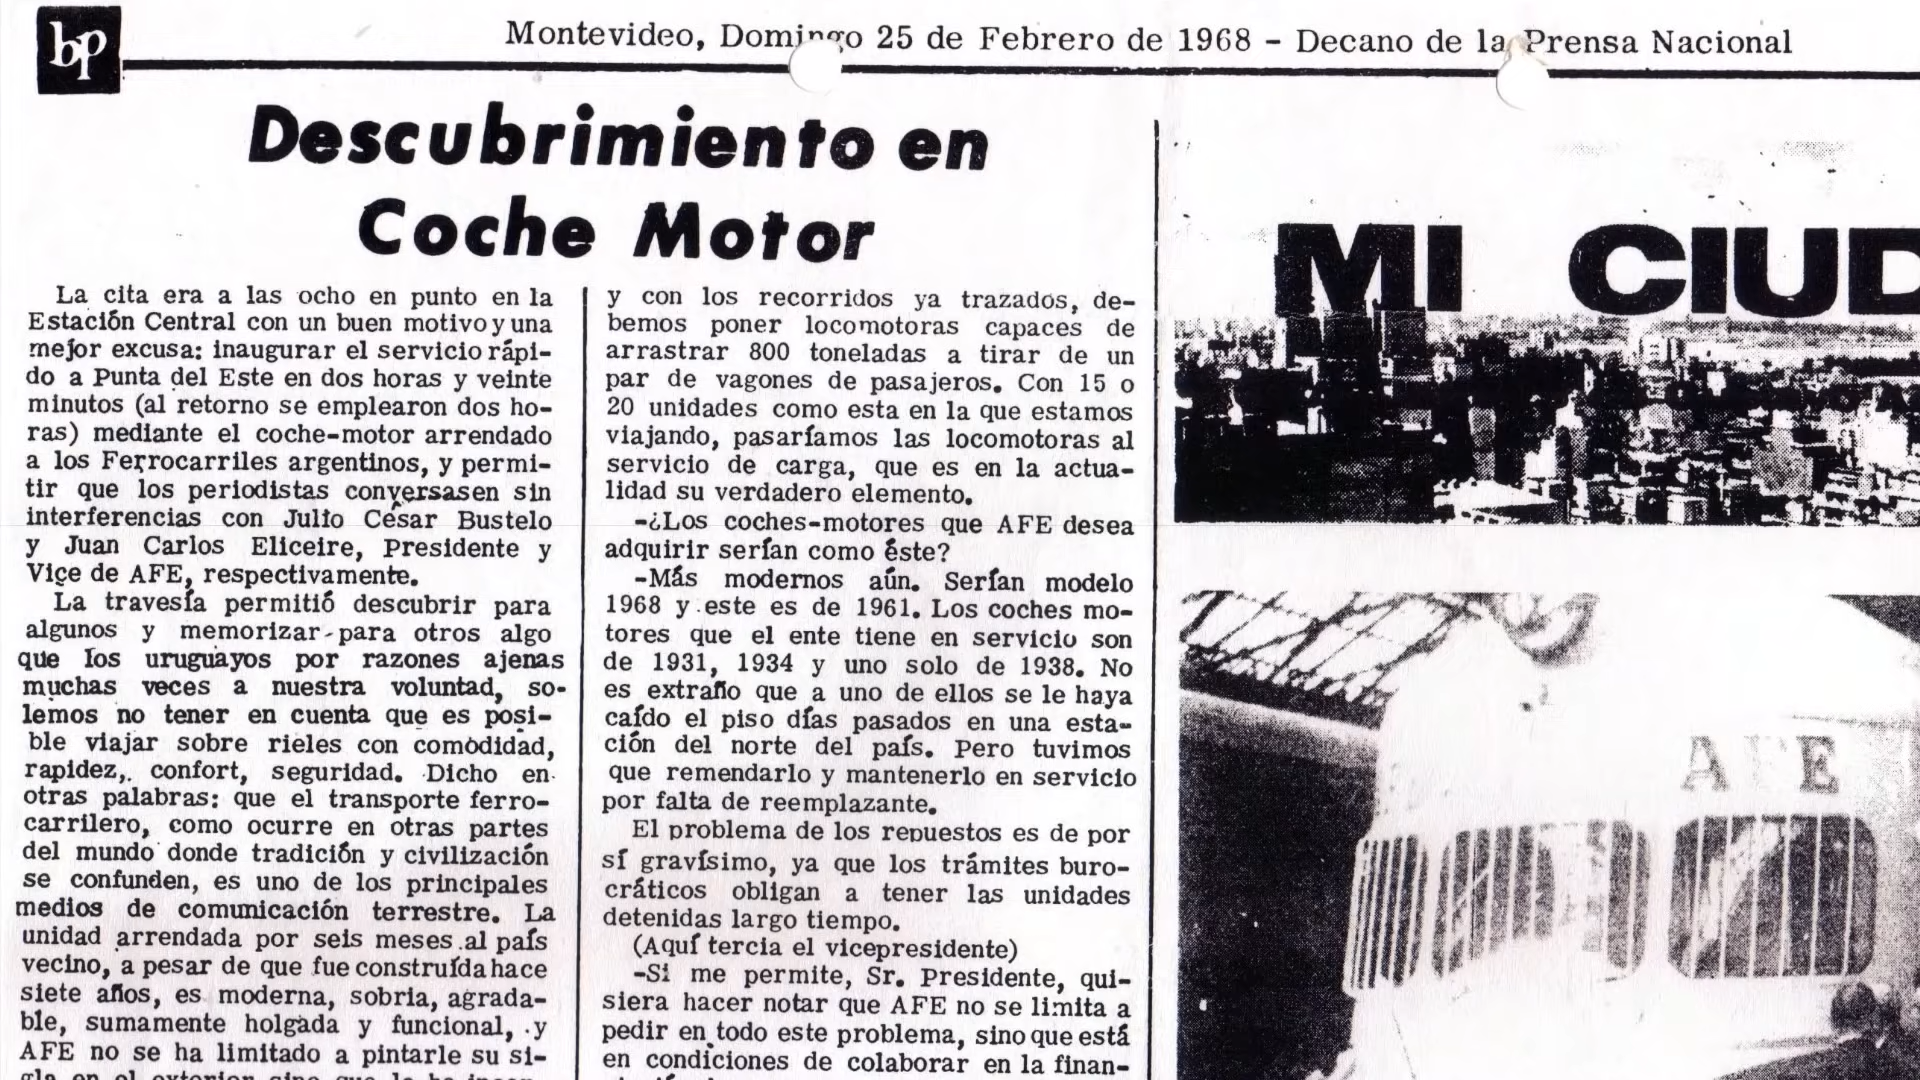 bp
Montevideo, Domingo 25 de Febrero de 1968 - Decano de la Prensa Nacional
Descubrimiento en
Coche Motor
La cita era a las ocho en punto en la
Estación Central con un buen motivo y una
mejor excusa: inaugurar el servicio rápi-
do a Punta del Este en dos horas y veinte
minutos (al retorno se emplearon dos ho-
ras) mediante el coche-motor arrendado
a los Ferrocarriles argentinos, y permi-
tir que los periodistas conversasen sin
interferencias con Julio César Bustelo
y Juan Carlos Eliceire, Presidente y
Vice de AFE, respectivamente.
La travesía permitió descubrir para
algunos y memorizar-para otros algo
que los uruguayos por razones ajenas
muchas veces a nuestra voluntad, so-
lemos no tener en cuenta que es posi-
ble viajar sobre rieles con comodidad,
rapidez,. confort, seguridad. Dicho en
otras palabras: que el transporte ferro-
carrilero, como ocurre en otras partes
del mundo donde tradición y civilización
se confunden, es uno de los principales
medios de comunicación terrestre. La
unidad arrendada por seis meses al país
vecino, a pesar de que fue construída hace
siete años, es moderna, sobria, agrada-
ble, sumamente holgada y funcional, y
AFE no se ha limitado a pintarle su si-
gla en el exterior sino que
y con los recorridos ya trazados, de-
bemos poner locomotoras capaces de
arrastrar 800 toneladas a tirar de un
par de vagones de pasajeros. Con 15 o
20 unidades como esta en la que estamos
viajando, pasaríamos las locomotoras al
servicio de carga, que es en la actua-
lidad su verdadero elemento.
-¿Los coches-motores que AFE desea
adquirir serían como éste?
-Más modernos aún. Serían modelo
1968 y este es de 1961. Los coches mo-
tores que el ente tiene en servicio son
de 1931, 1934 y uno solo de 1938. No
es extraño que a uno de ellos se le haya
caído el piso días pasados en una esta-
ción del norte del país. Pero tuvimos
que remendarlo y mantenerlo en servicio
por falta de reemplazante.
El problema de los repuestos es de por
sí gravísimo, ya que los trámites buro-
cráticos obligan a tener las unidades
detenidas largo tiempo.
(Aquí tercia el vicepresidente)
-Si me permite, Sr. Presidente, qui-
siera hacer notar que AFE no se limita a
pedir en todo este problema, sino que está
en condiciones de colaborar en la finan-
MI CIUD
AFE